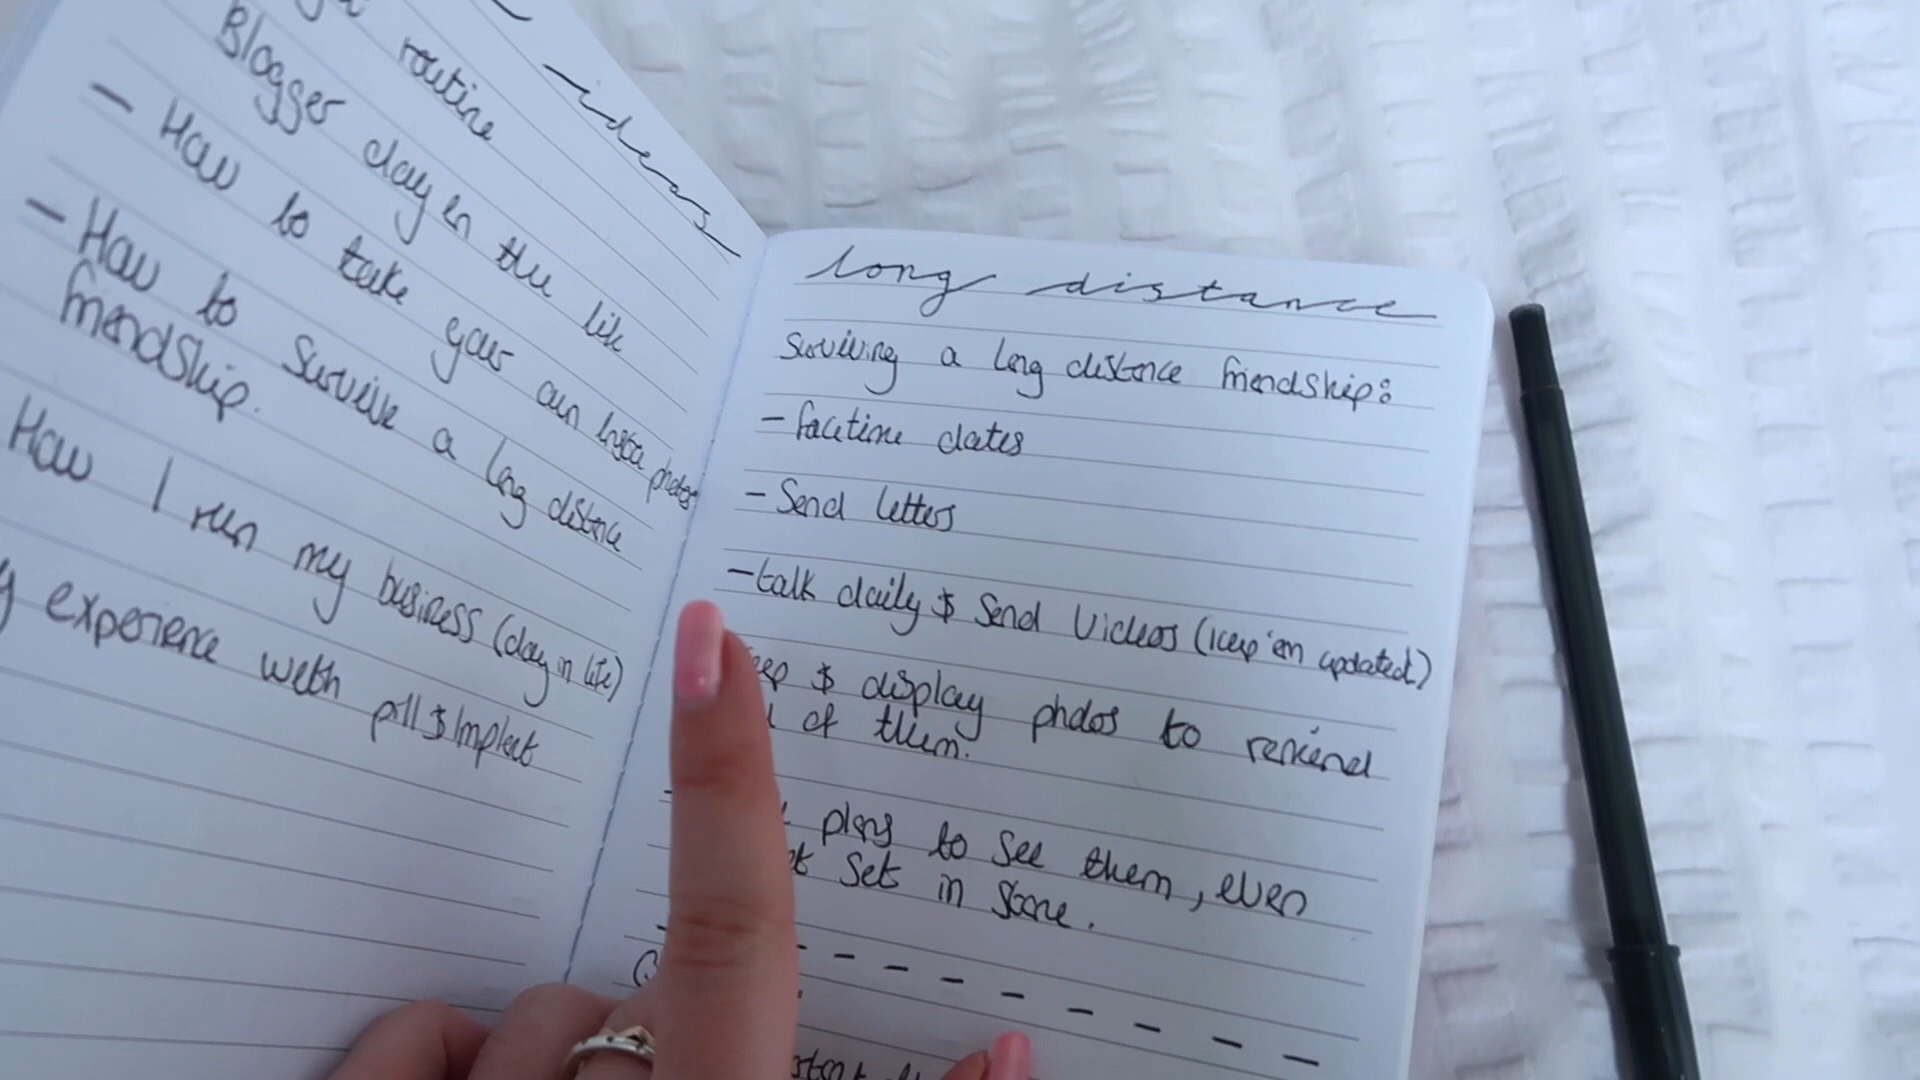 ideas
routine
Blogger day in the life
- How to take your own insta photos
- How to survive a long distance
friendship.
How I run my business (day in life)
experience with pill & Implant
long distance
Surviving a long distance friendship:
- facetime dates
- Send letters
- talk daily & Send Videos (keep 'em updated)
& display photos to remind
of them.
plans to See them, even
Set in Stone.